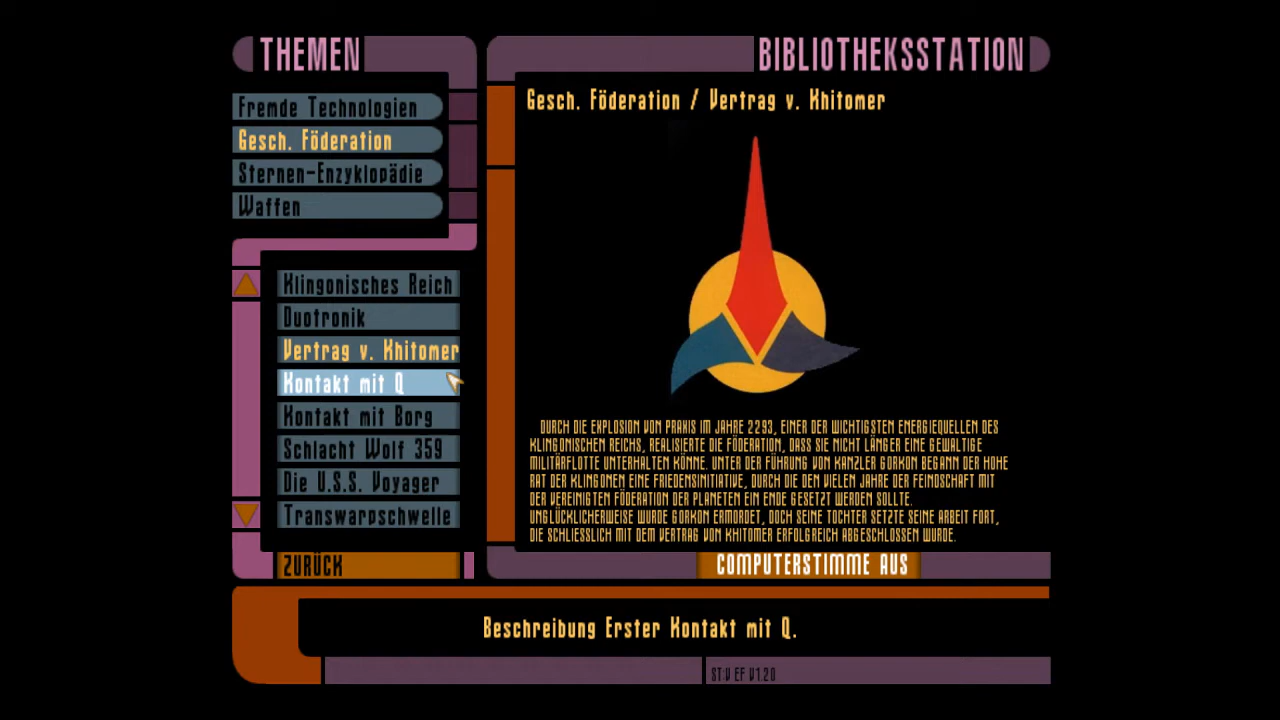 THEMEN
Fremde Technologien
Gesch. Föderation
Sternen-Enzyklopädie
Waffen
Klingonisches Reich
Duotronik
Vertrag v. Khitomer
Kontakt mit Q
Kontakt mit Borg
Schlacht Wolf 359
Die U.S.S. Voyager
Transwarpschwelle
ZURÜCK
BIBLIOTHEKSSTATION
Gesch. Föderation / Vertrag v. Khitomer
DURCH DIE EXPLOSION VON PRAXIS IM JAHRE 2293, EINER DER WICHTIGSTEN ENERGIEQUELLEN DES
KLINGONISCHEN REICHS, REALISIERTE DIE FÖDERATION, DASS SIE NICHT LÄNGER EINE GEWALTIGE
MILITÄRFLOTTE UNTERHALTEN KÖNNE. UNTER DER FÜHRUNG VON KANZLER GORKON BEGANN DER HOHE
RAT DER KLINGONEN EINE FRIEDENSINITIATIVE, DURCH DIE DEN VIELEN JAHRE DER FEINDSCHAFT MIT
DER VEREINIGTEN FÖDERATION DER PLANETEN EIN ENDE GESETZT WERDEN SOLLTE.
UNGLÜCKLICHERWEISE WURDE GORKON ERMORDET, DOCH SEINE TOCHTER SETZTE SEINE ARBEIT FORT,
DIE SCHLIESSLICH MIT DEM VERTRAG VON KHITOMER ERFOLGREICH ABGESCHLOSSEN WURDE.
COMPUTERSTIMME AUS
Beschreibung Erster Kontakt mit Q.
ST:V EF V1.20